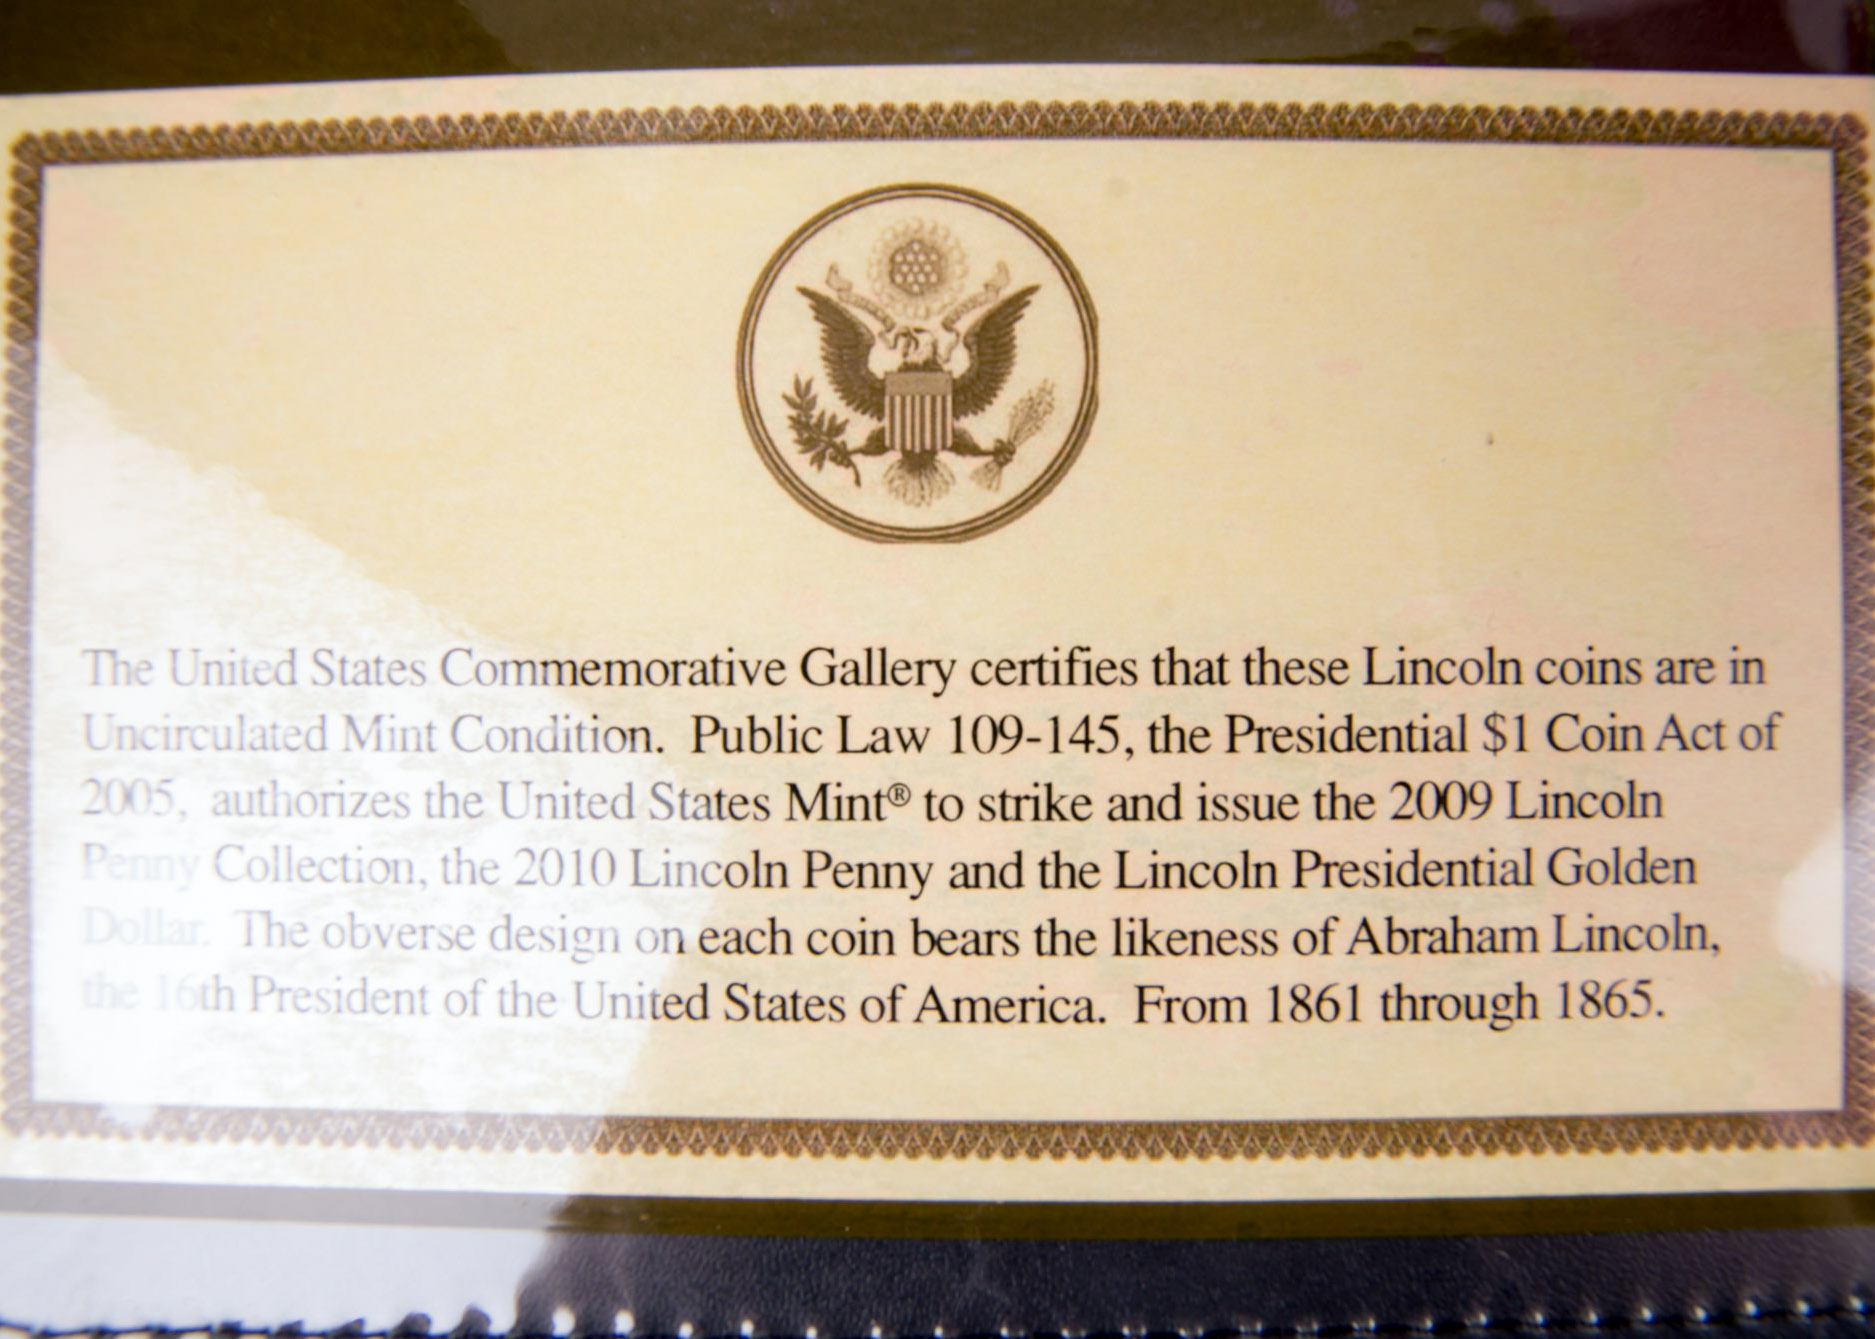 The United States Commemorative Gallery certifies that these Lincoln coins are in
Uncirculated Mint Condition. Public Law 109-145, the Presidential $1 Coin Act of
2005, authorizes the United States Mint® to strike and issue the 2009 Lincoln
Penny Collection, the 2010 Lincoln Penny and the Lincoln Presidential Golden
Dollar. The obverse design on each coin bears the likeness of Abraham Lincoln,
the 16th President of the United States of America. From 1861 through 1865.